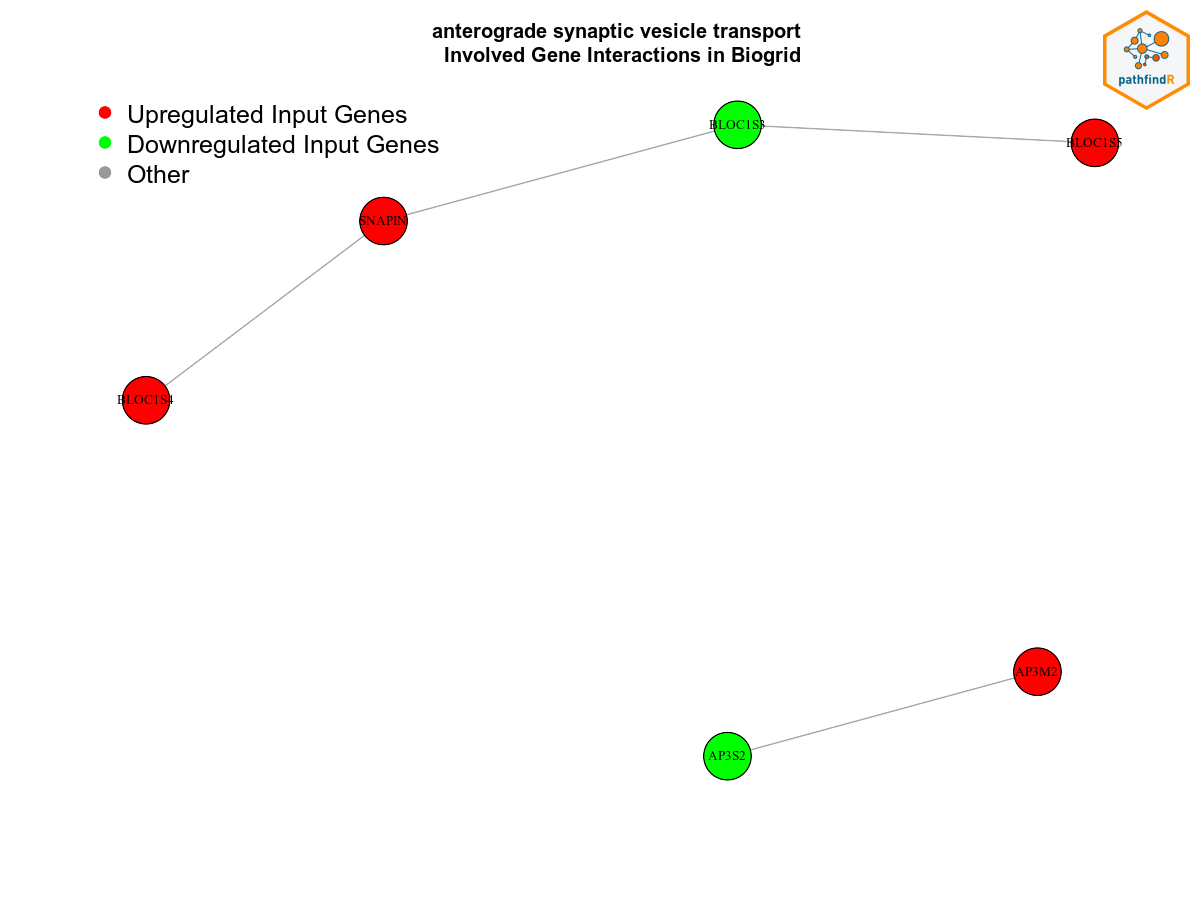 anterograde synaptic vesicle transport
Involved Gene Interactions in Biogrid
pathfindR
Upregulated Input Genes
Downregulated Input Genes
Other
BLOC1S3
BLOC1S5
SNAPIN
BLOC1S4
AP3M2
AP3S2